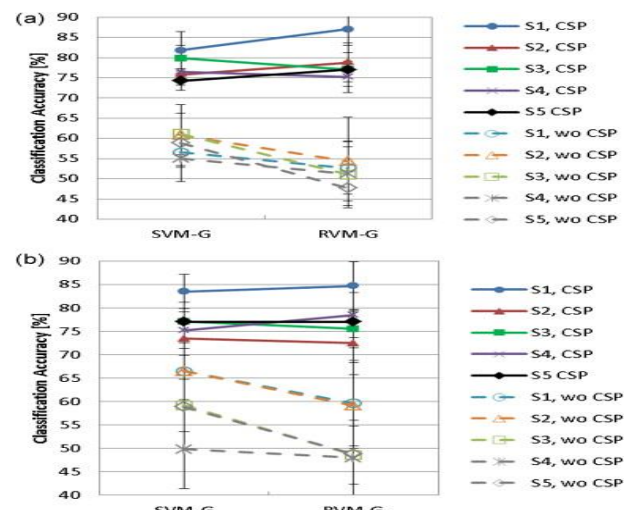 (a)
Classification Accuracy [%]
90
85
80
75
70
65
60
55
50
45
40
SVM-G RVM-G
S1, CSP
S2, CSP
S3, CSP
S4, CSP
S5 CSP
S1, wo CSP
S2, wo CSP
S3, wo CSP
S4, wo CSP
S5, wo CSP
(b)
Classification Accuracy [%]
90
85
80
75
70
65
60
55
50
45
40
SVM-G RVM-G
S1, CSP
S2, CSP
S3, CSP
S4, CSP
S5 CSP
S1, wo CSP
S2, wo CSP
S3, wo CSP
S4, wo CSP
S5, wo CSP